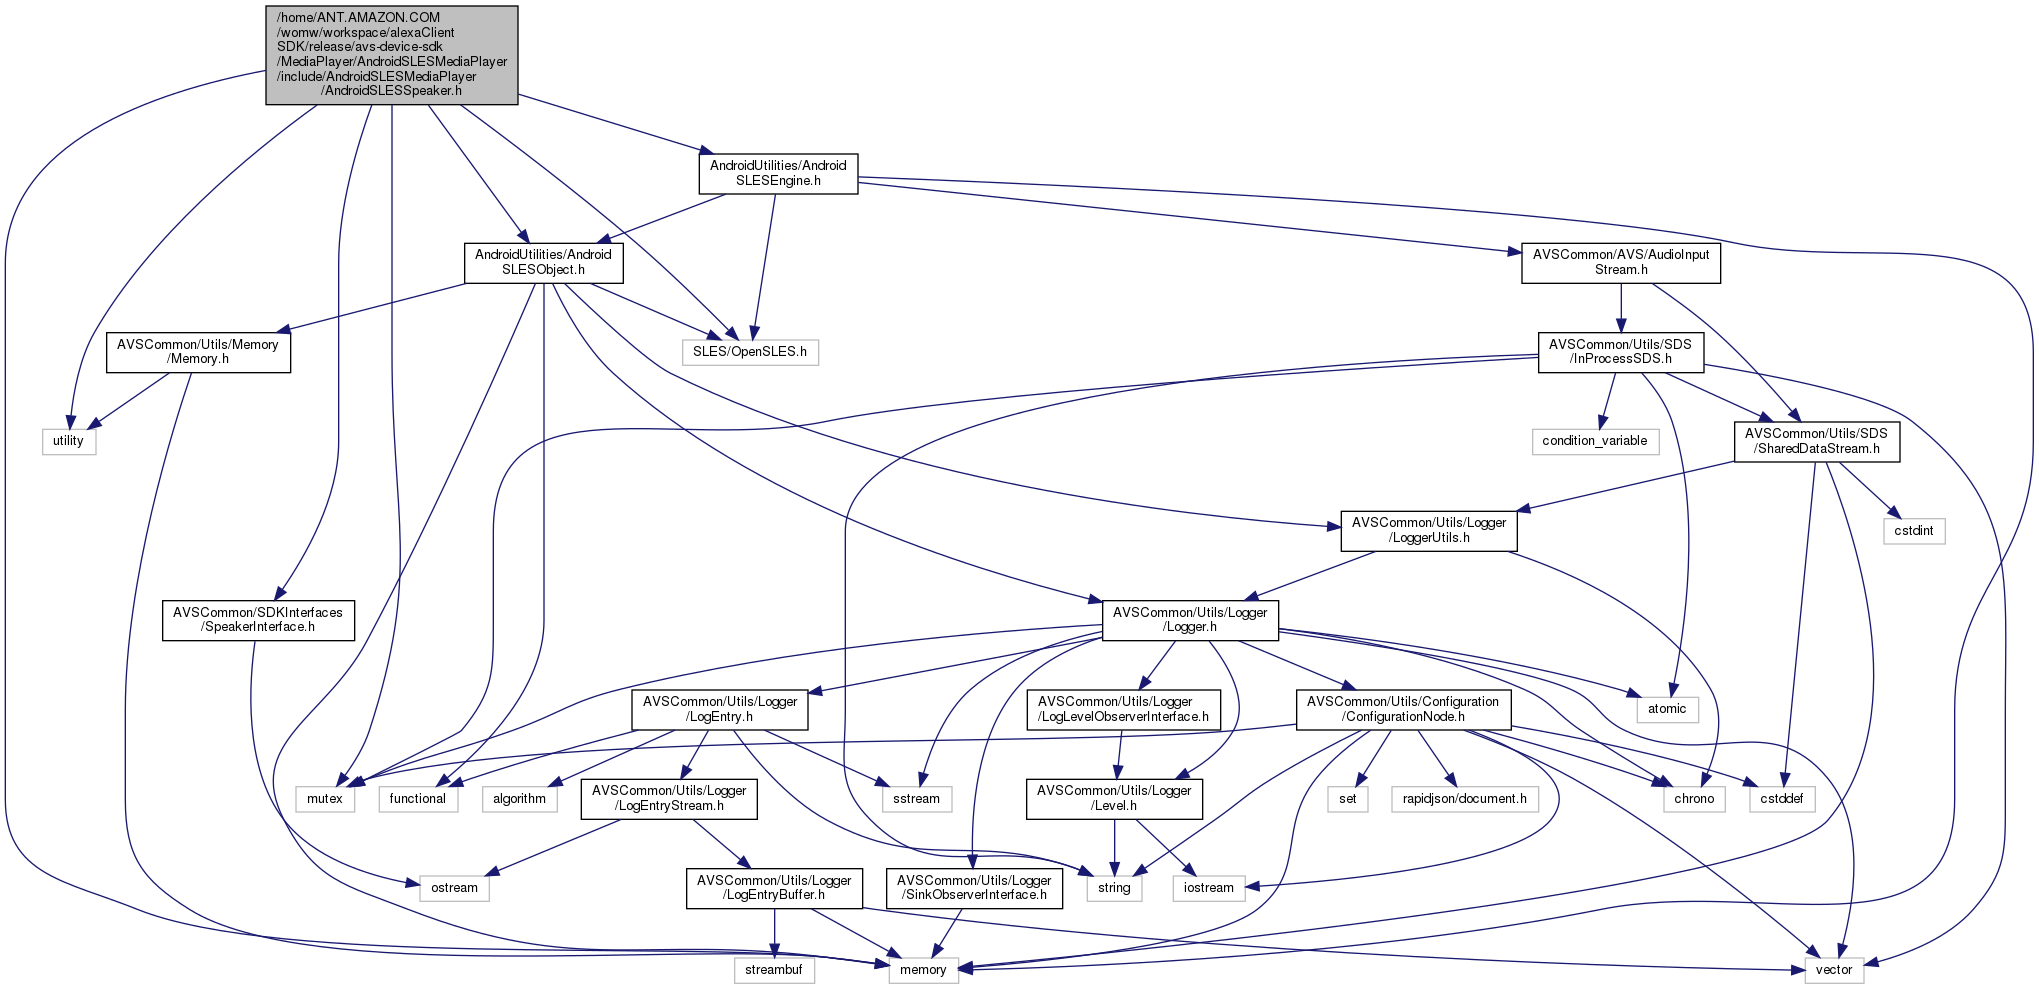 /home/ANT.AMAZON.COM
/womw/workspace/alexaClient
SDK/release/avs-device-sdk
/MediaPlayer/AndroidSLESMediaPlayer
/include/AndroidSLESMediaPlayer
/AndroidSLESSpeaker.h
AndroidUtilities/Android
SLESEngine.h
AndroidUtilities/Android
SLESObject.h
AVSCommon/AVS/AudioInput
Stream.h
AVSCommon/Utils/Memory
/Memory.h
SLES/OpenSLES.h
AVSCommon/Utils/SDS
/InProcessSDS.h
utility
condition_variable
AVSCommon/Utils/SDS
/SharedDataStream.h
AVSCommon/Utils/Logger
/LoggerUtils.h
cstdint
AVSCommon/SDKInterfaces
/SpeakerInterface.h
AVSCommon/Utils/Logger
/Logger.h
AVSCommon/Utils/Logger
/LogEntry.h
AVSCommon/Utils/Logger
/LogLevelObserverInterface.h
AVSCommon/Utils/Configuration
/ConfigurationNode.h
atomic
mutex
functional
algorithm
AVSCommon/Utils/Logger
/LogEntryStream.h
sstream
AVSCommon/Utils/Logger
/Level.h
set
rapidjson/document.h
chrono
cstddef
ostream
AVSCommon/Utils/Logger
/LogEntryBuffer.h
AVSCommon/Utils/Logger
/SinkObserverInterface.h
string
iostream
streambuf
memory
vector